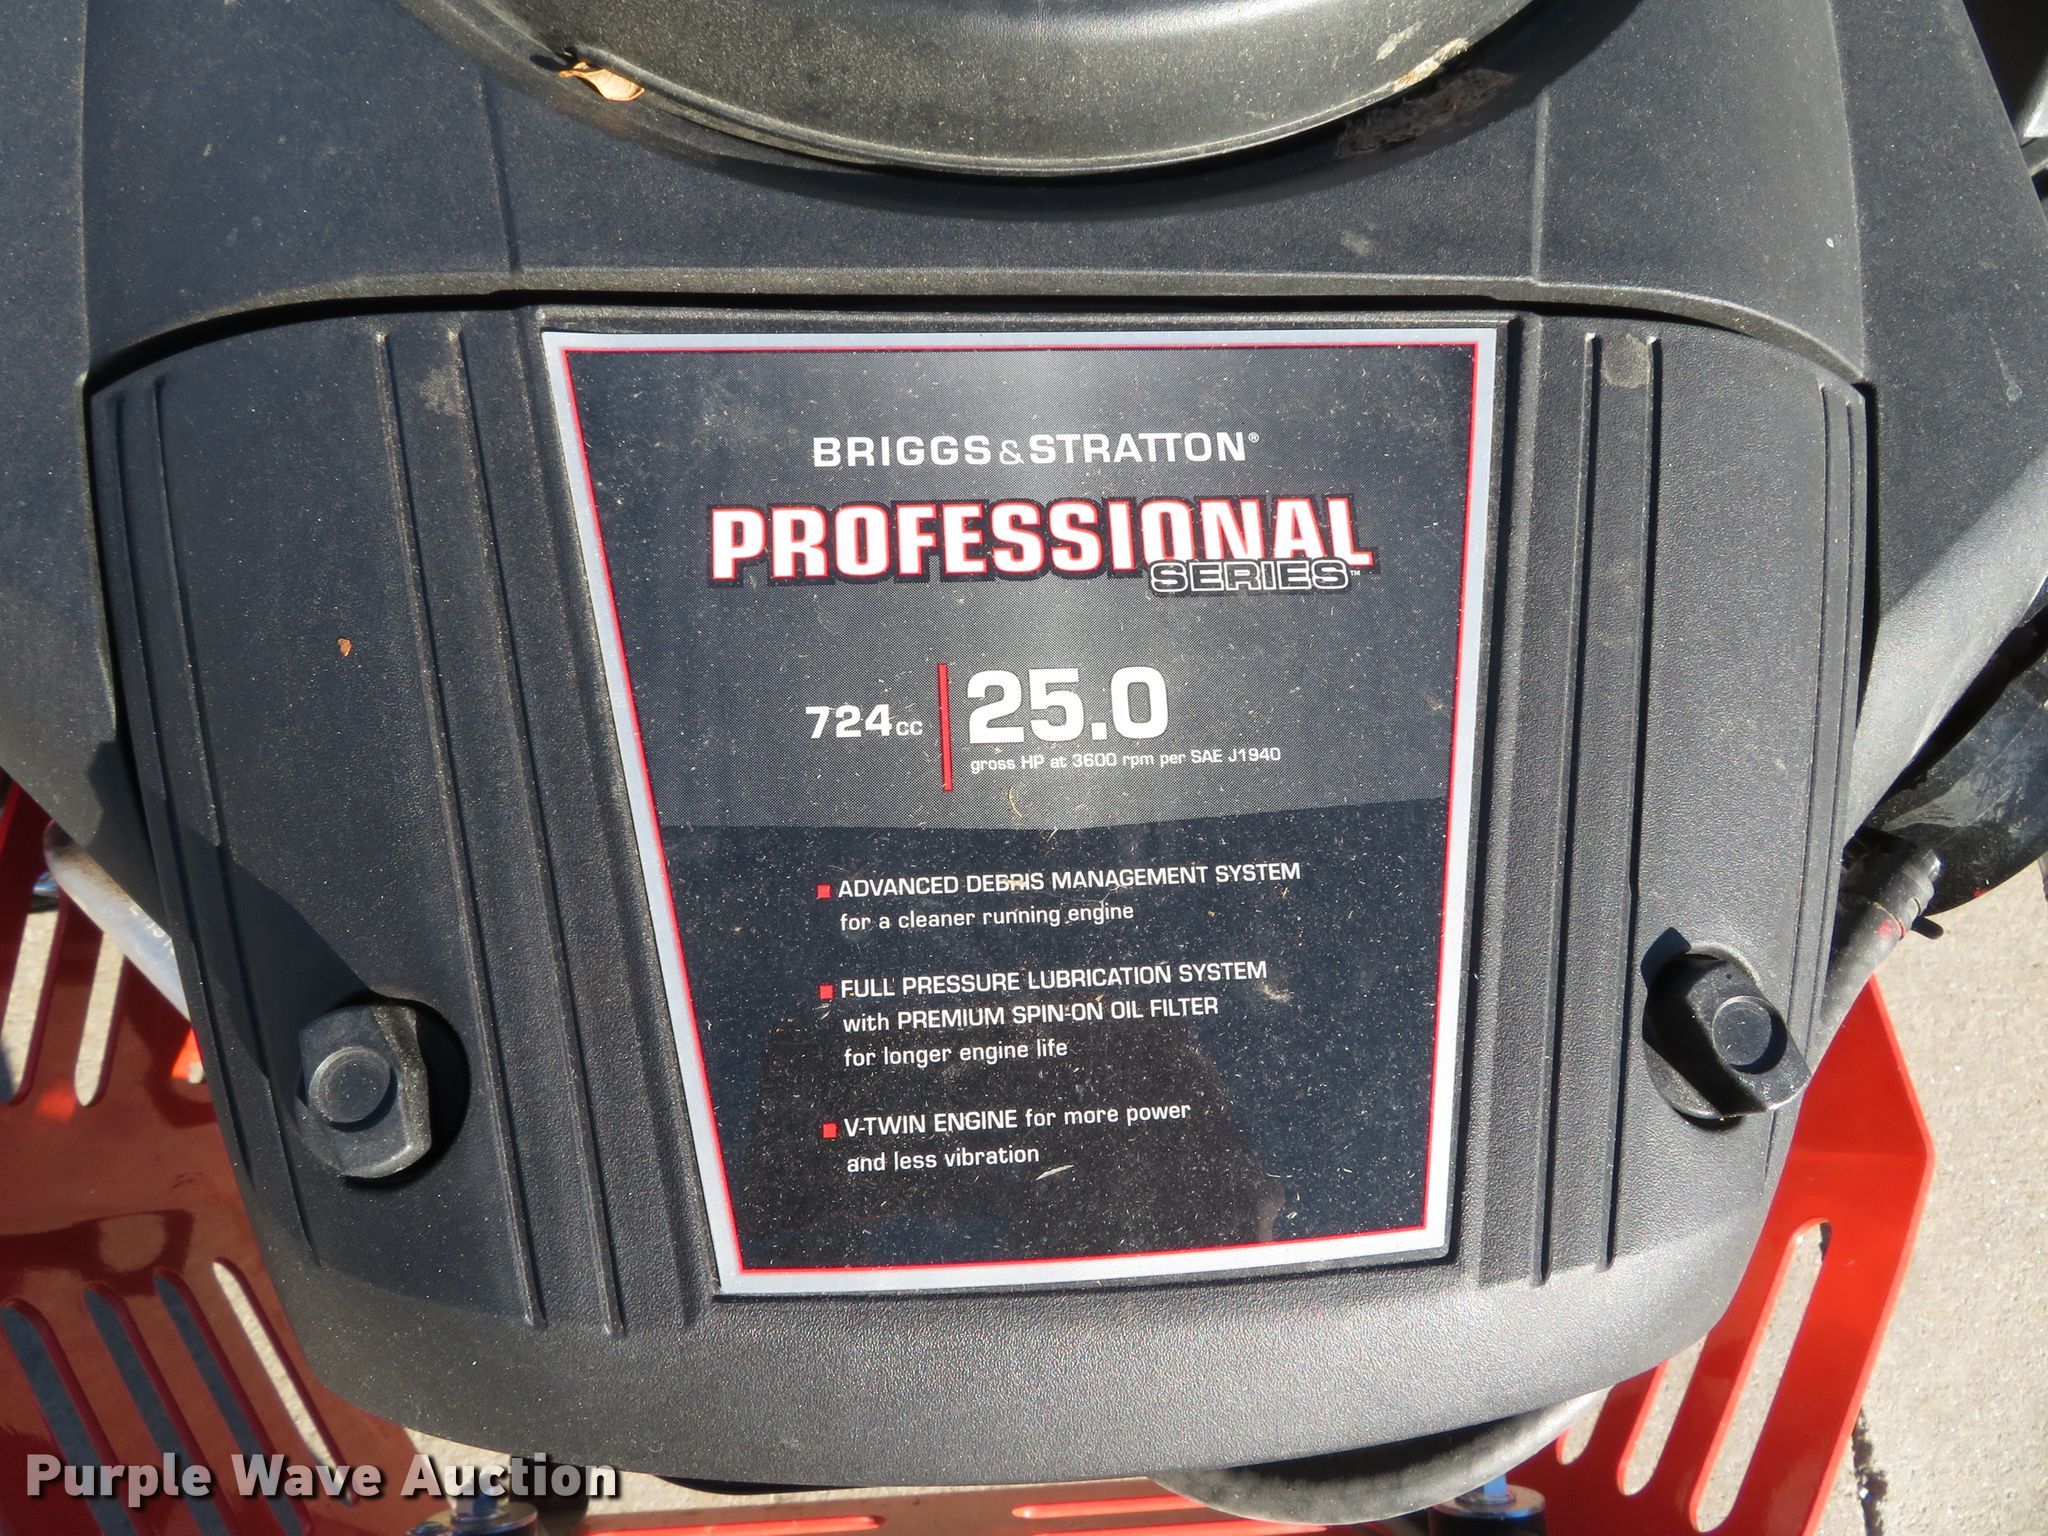 BRIGGS & STRATTON®
PROFESSIONAL
SERIES™
724cc 25.0
gross HP at 3600 rpm per SAE J1940
ADVANCED DEBRIS MANAGEMENT SYSTEM
for a cleaner running engine
FULL PRESSURE LUBRICATION SYSTEM
with PREMIUM SPIN-ON OIL FILTER
for longer engine life
V-TWIN ENGINE for more power
and less vibration
Purple Wave Auction